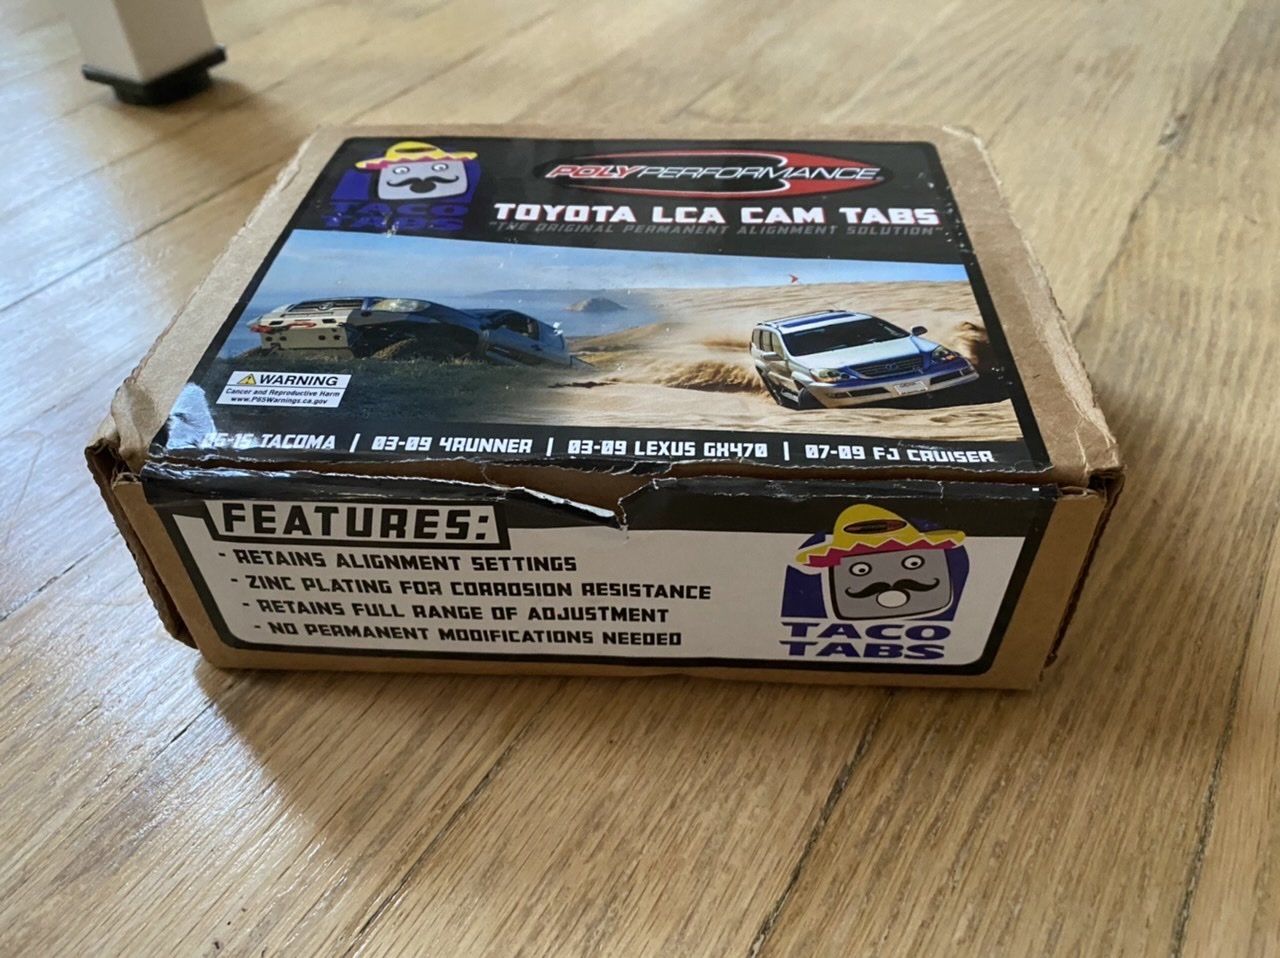 POLYPERFORMANCE
TACO
TABS
TOYOTA LCA CAM TABS
"THE ORIGINAL PERMANENT ALIGNMENT SOLUTION"
WARNING
Cancer and Reproductive Harm
www.P65Warnings.ca.gov
05-15 TACOMA | 03-09 4RUNNER | 03-09 LEXUS GX470 | 07-09 FJ CRUISER
FEATURES:
- RETAINS ALIGNMENT SETTINGS
- ZINC PLATING FOR CORROSION RESISTANCE
- RETAINS FULL RANGE OF ADJUSTMENT
- NO PERMANENT MODIFICATIONS NEEDED
TACO
TABS